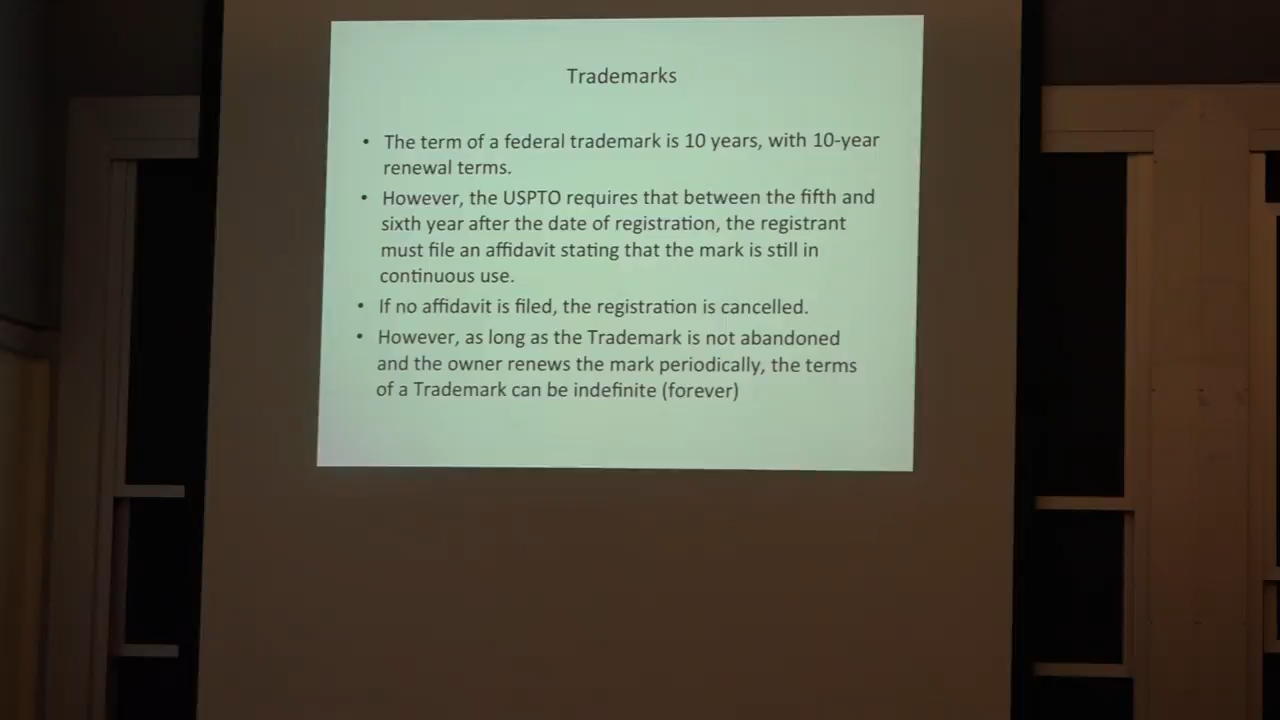 Trademarks
• The term of a federal trademark is 10 years, with 10-year
renewal terms.
• However, the USPTO requires that between the fifth and
sixth year after the date of registration, the registrant
must file an affidavit stating that the mark is still in
continuous use.
• If no affidavit is filed, the registration is cancelled.
• However, as long as the Trademark is not abandoned
and the owner renews the mark periodically, the terms
of a Trademark can be indefinite (forever)